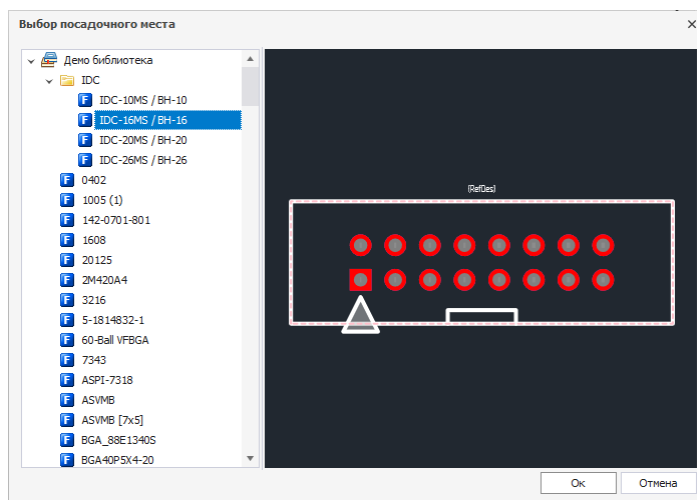 Выбор посадочного места
Демо библиотека
IDC
IDC-10MS / BH-10
IDC-16MS / BH-16
IDC-20MS / BH-20
IDC-26MS / BH-26
0402
1005 (1)
142-0701-801
1608
20125
2M420A4
3216
5-1814832-1
60-Ball VFBGA
7343
ASPI-7318
ASVMB
ASVMB [7x5]
BGA_88E1340S
BGA40P5X4-20
{RefDes}
Ок
Отмена